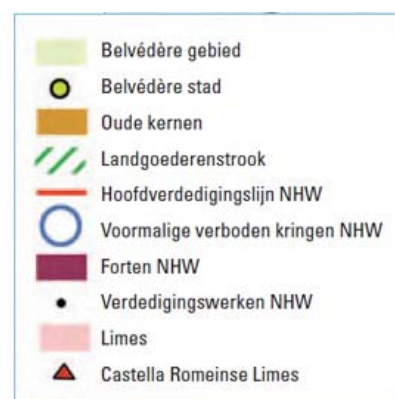 Belvédère gebied
Belvédère stad
Oude kernen
Landgoederenstrook
Hoofdverdedigingslijn NHW
Voormalige verboden kringen NHW
Forten NHW
Verdedigingswerken NHW
Limes
Castella Romeinse Limes